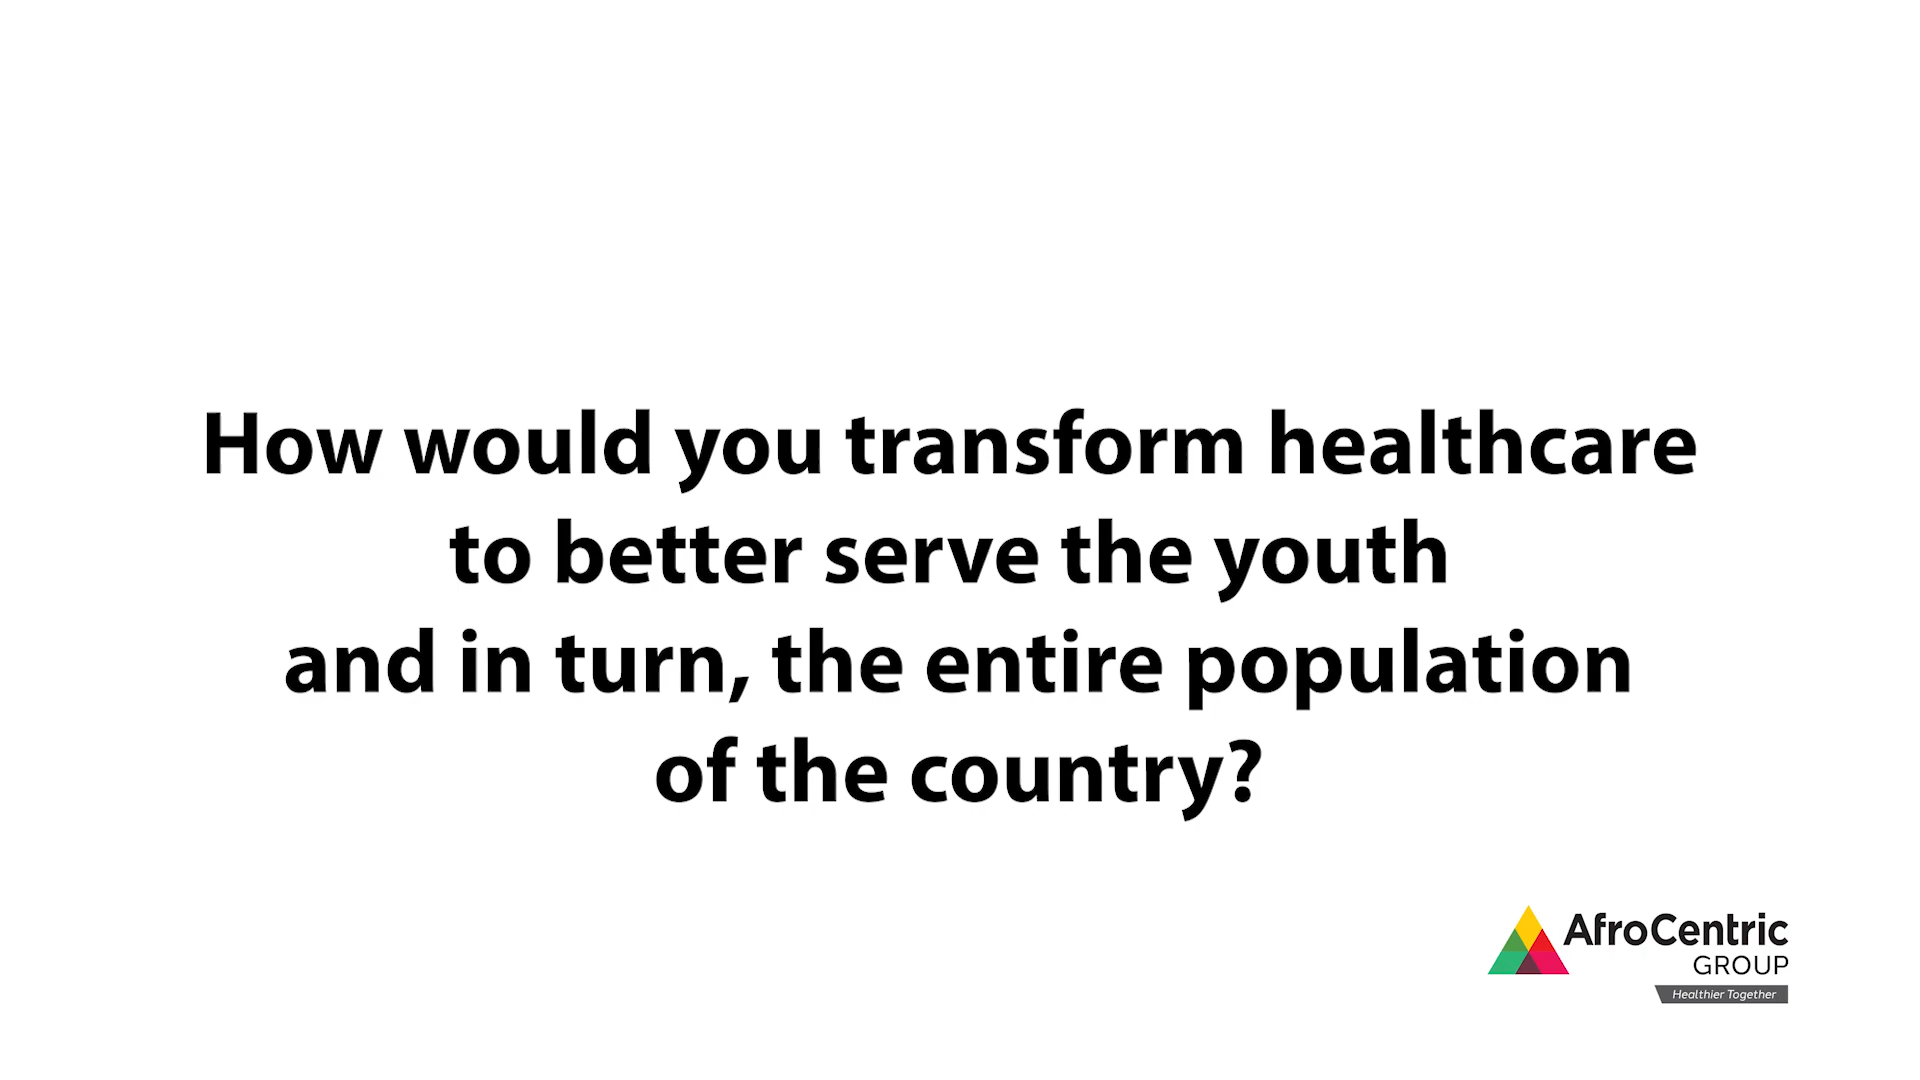 How would you transform healthcare
to better serve the youth
and in turn, the entire population
of the country?
AfroCentric
GROUP
Healthier Together